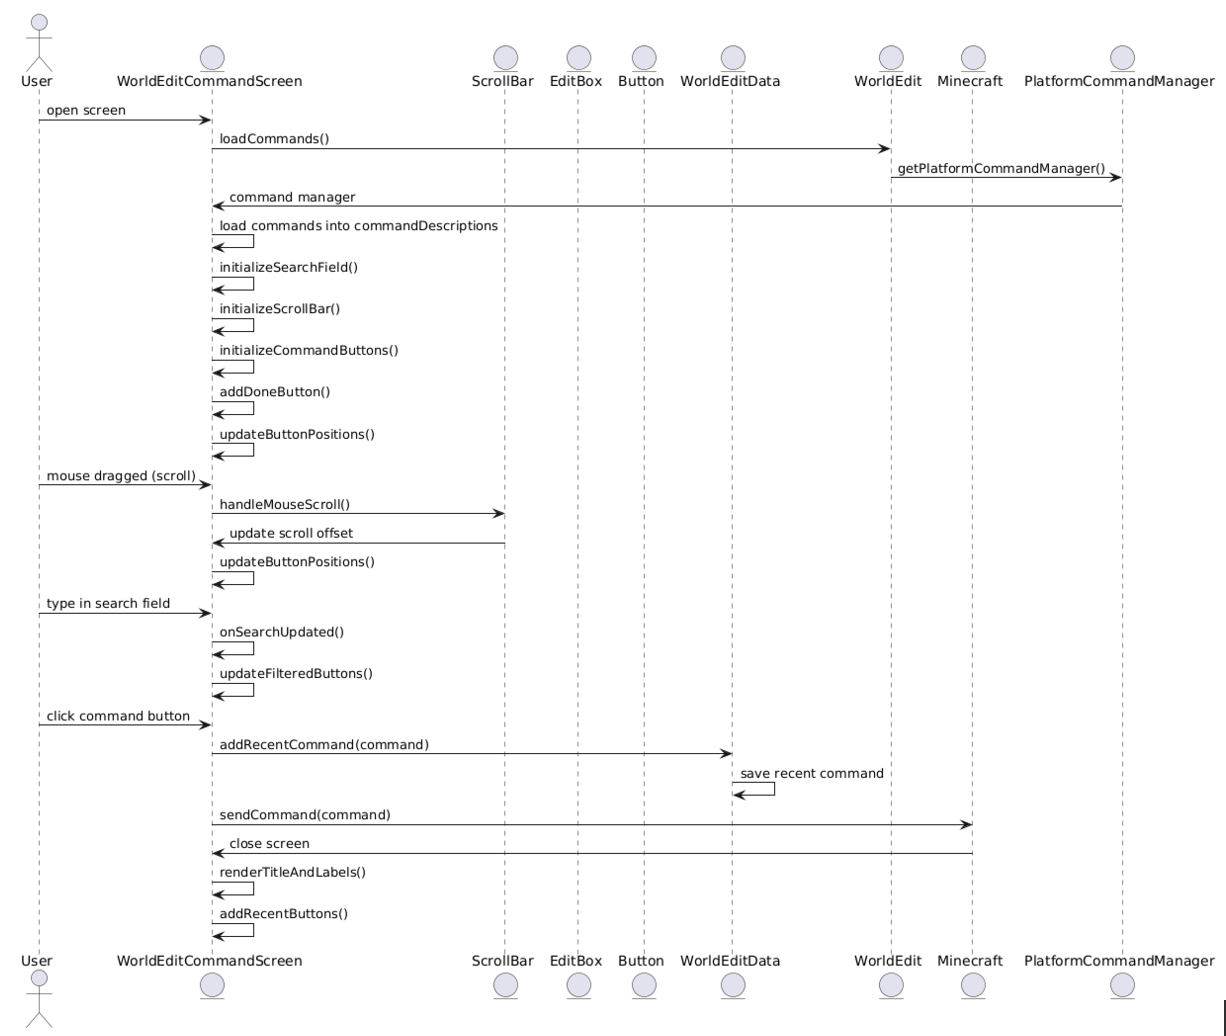 User
WorldEditCommandScreen
ScrollBar
EditBox
Button
WorldEditData
WorldEdit
Minecraft
PlatformCommandManager
open screen
loadCommands()
getPlatformCommandManager()
command manager
load commands into commandDescriptions
initializeSearchField()
initializeScrollBar()
initializeCommandButtons()
addDoneButton()
updateButtonPositions()
mouse dragged (scroll)
handleMouseScroll()
update scroll offset
updateButtonPositions()
type in search field
onSearchUpdated()
updateFilteredButtons()
click command button
addRecentCommand(command)
save recent command
sendCommand(command)
close screen
renderTitleAndLabels()
addRecentButtons()
User
WorldEditCommandScreen
ScrollBar
EditBox
Button
WorldEditData
WorldEdit
Minecraft
PlatformCommandManager